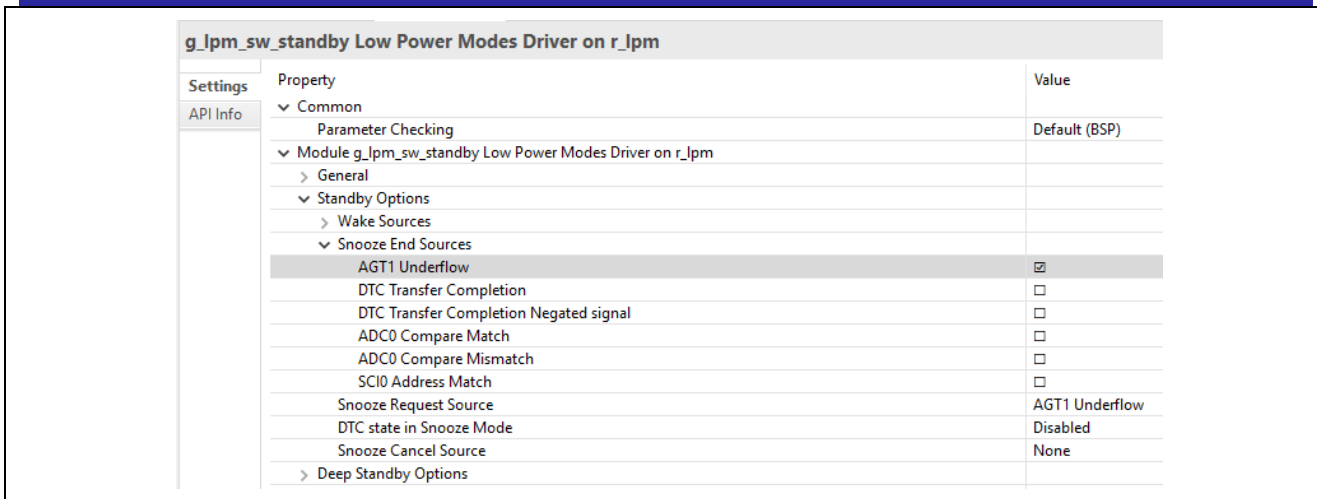 g_lpm_sw_standby Low Power Modes Driver on r_lpm
Settings
API Info
Property Value
Common
Parameter Checking Default (BSP)
Module g_lpm_sw_standby Low Power Modes Driver on r_lpm
General
Standby Options
Wake Sources
Snooze End Sources
AGT1 Underflow
DTC Transfer Completion
DTC Transfer Completion Negated signal
ADC0 Compare Match
ADC0 Compare Mismatch
SCI0 Address Match
Snooze Request Source AGT1 Underflow
DTC state in Snooze Mode Disabled
Snooze Cancel Source None
Deep Standby Options